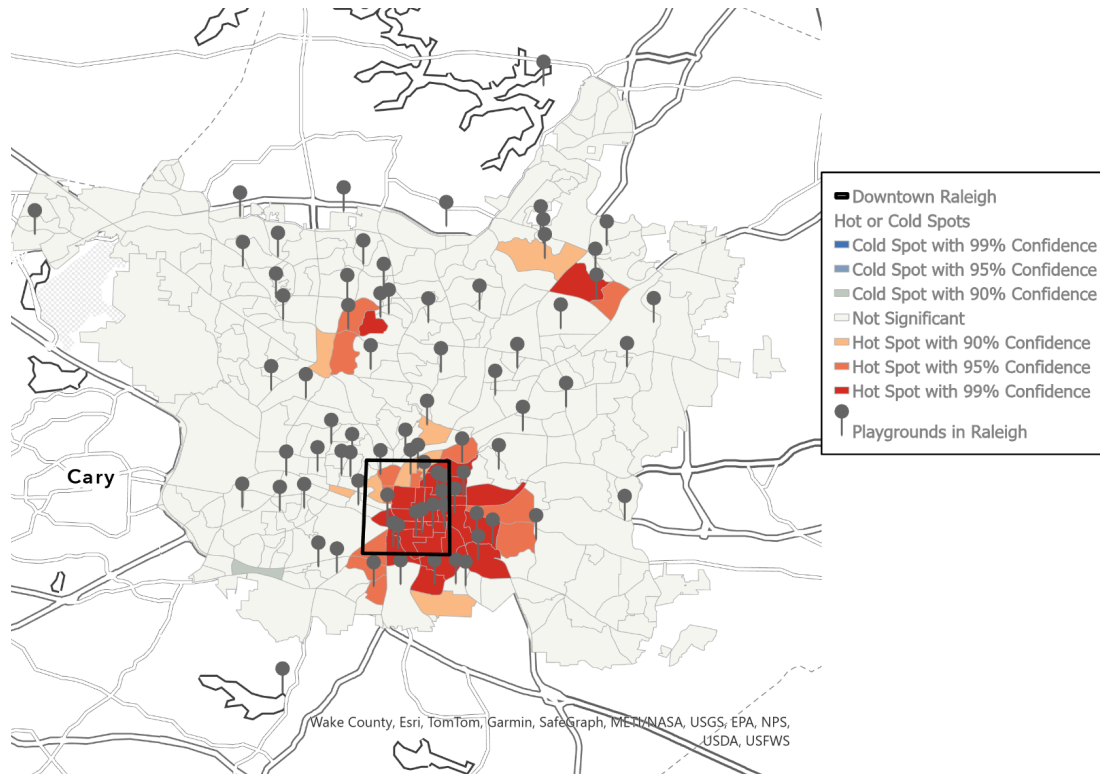 Downtown Raleigh
Hot or Cold Spots
Cold Spot with 99% Confidence
Cold Spot with 95% Confidence
Cold Spot with 90% Confidence
Not Significant
Hot Spot with 90% Confidence
Hot Spot with 95% Confidence
Hot Spot with 99% Confidence
Playgrounds in Raleigh
Cary
Wake County, Esri, TomTom, Garmin, SafeGraph, METI/NASA, USGS, EPA, NPS,
USDA, USFWS